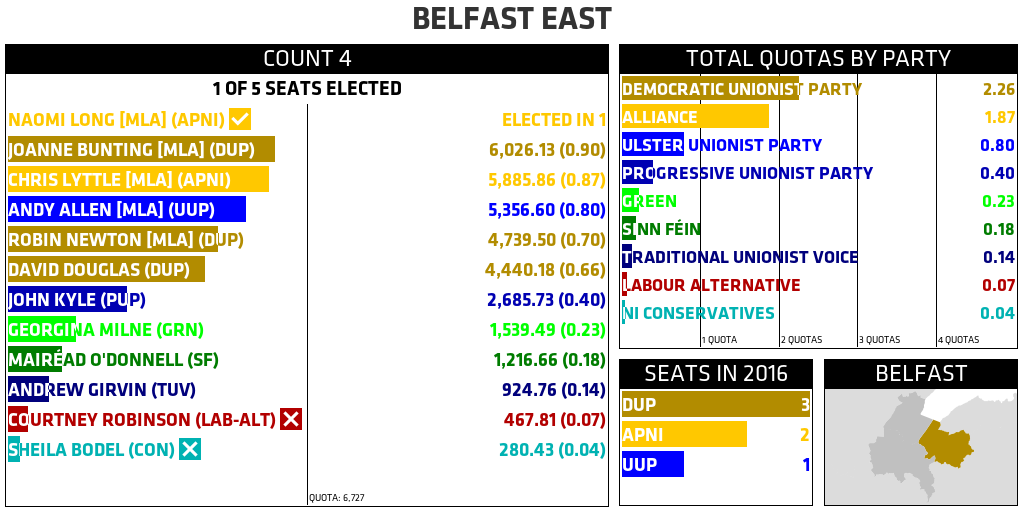 BELFAST EAST
COUNT 4
1 OF 5 SEATS ELECTED
NAOMI LONG [MLA] (APNI) ELECTED IN 1
JOANNE BUNTING [MLA] (DUP) 6,026.13 (0.90)
CHRIS LYTTLE [MLA] (APNI) 5,885.86 (0.87)
ANDY ALLEN [MLA] (UUP) 5,356.60 (0.80)
ROBIN NEWTON [MLA] (DUP) 4,739.50 (0.70)
DAVID DOUGLAS (DUP) 4,440.18 (0.66)
JOHN KYLE (PUP) 2,685.73 (0.40)
GEORGINA MILNE (GRN) 1,539.49 (0.23)
MAIRÉAD O'DONNELL (SF) 1,216.66 (0.18)
ANDREW GIRVIN (TUV) 924.76 (0.14)
COURTNEY ROBINSON (LAB-ALT) 467.81 (0.07)
SHEILA BODEL (CON) 280.43 (0.04)
QUOTA: 6,727
TOTAL QUOTAS BY PARTY
DEMOCRATIC UNIONIST PARTY 2.26
ALLIANCE 1.87
ULSTER UNIONIST PARTY 0.80
PROGRESSIVE UNIONIST PARTY 0.40
GREEN 0.23
SINN FÉIN 0.18
TRADITIONAL UNIONIST VOICE 0.14
LABOUR ALTERNATIVE 0.07
NI CONSERVATIVES 0.04
1 QUOTA 2 QUOTAS 3 QUOTAS 4 QUOTAS
SEATS IN 2016
DUP 3
APNI 2
UUP 1
BELFAST